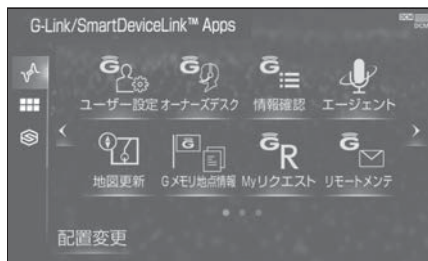 G-Link/SmartDeviceLink™ Apps
DCM
ユーザー設定 オーナーズデスク 情報確認 エージェント
地図更新 Gメモリ地点情報 Myリクエスト リモートメンテ
配置変更